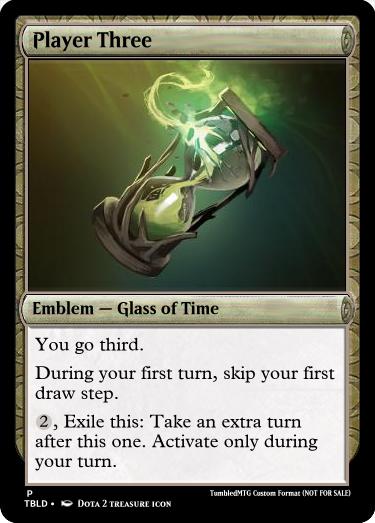 Player Three
Emblem — Glass of Time
You go third.
During your first turn, skip your first
draw step.
2, Exile this: Take an extra turn
after this one. Activate only during
your turn.
P
TBLD • DOTA 2 TREASURE ICON
TumbledMTG Custom Format (NOT FOR SALE)